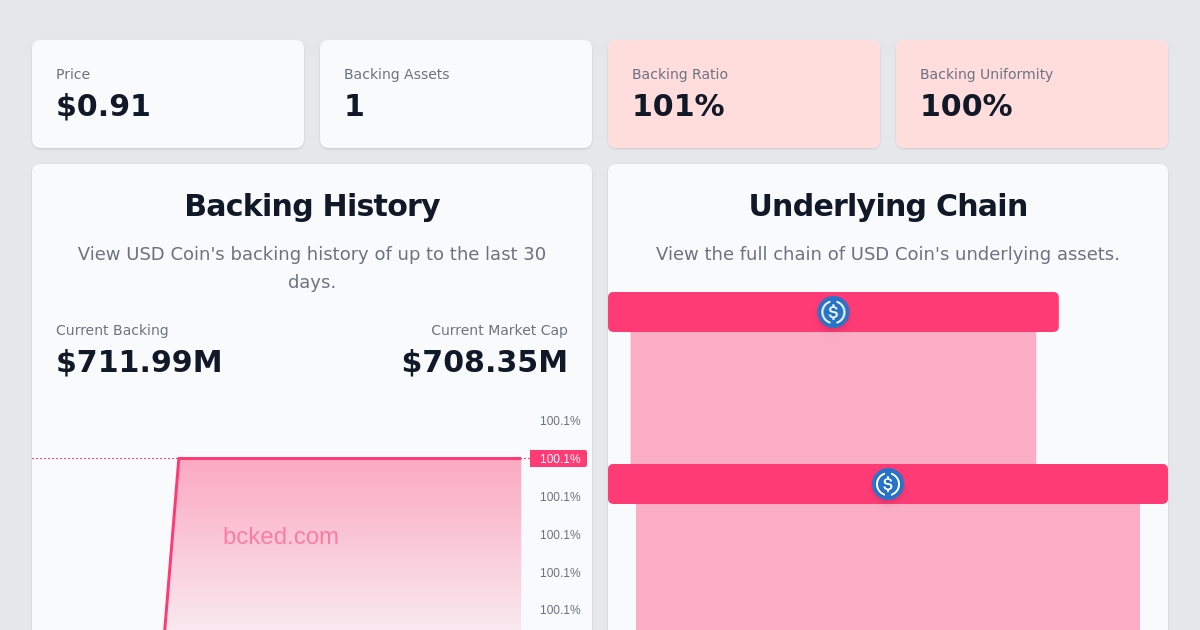 Price
$0.91
Backing Assets
1
Backing Ratio
101%
Backing Uniformity
100%
Backing History
View USD Coin's backing history of up to the last 30
days.
Current Backing
$711.99M
Current Market Cap
$708.35M
100.1%
100.1%
100.1%
100.1%
100.1%
100.1%
bcked.com
Underlying Chain
View the full chain of USD Coin's underlying assets.